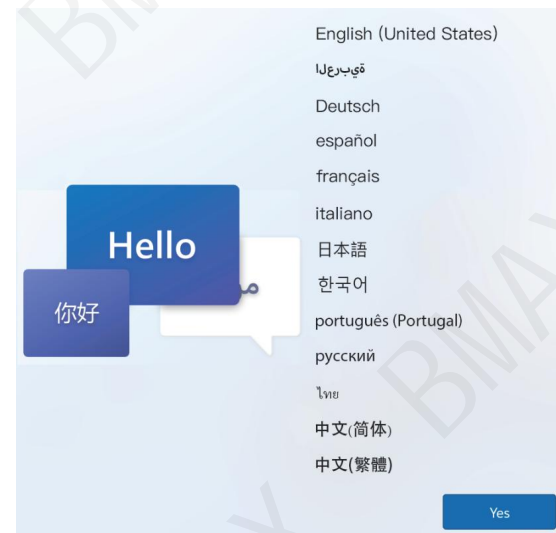 English (United States)
العربية
Deutsch
español
français
italiano
日本語
한국어
português (Portugal)
русский
ไทย
中文(简体)
中文(繁體)
Hello
你好
Yes
BMAX